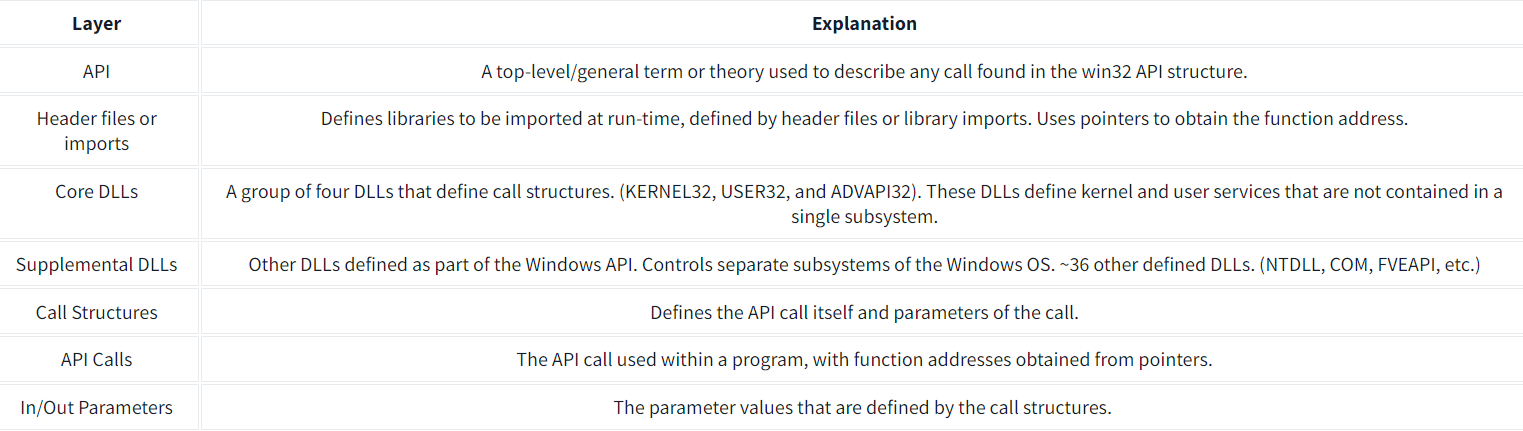 Layer Explanation
API A top-level/general term or theory used to describe any call found in the win32 API structure.
Header files or
imports
Defines libraries to be imported at run-time, defined by header files or library imports. Uses pointers to obtain the function address.
Core DLLs A group of four DLLs that define call structures. (KERNEL32, USER32, and ADVAPI32). These DLLs define kernel and user services that are not contained in a
single subsystem.
Supplemental DLLs Other DLLs defined as part of the Windows API. Controls separate subsystems of the Windows OS. ~36 other defined DLLs. (NTDLL, COM, FVEAPI, etc.)
Call Structures Defines the API call itself and parameters of the call.
API Calls The API call used within a program, with function addresses obtained from pointers.
In/Out Parameters The parameter values that are defined by the call structures.